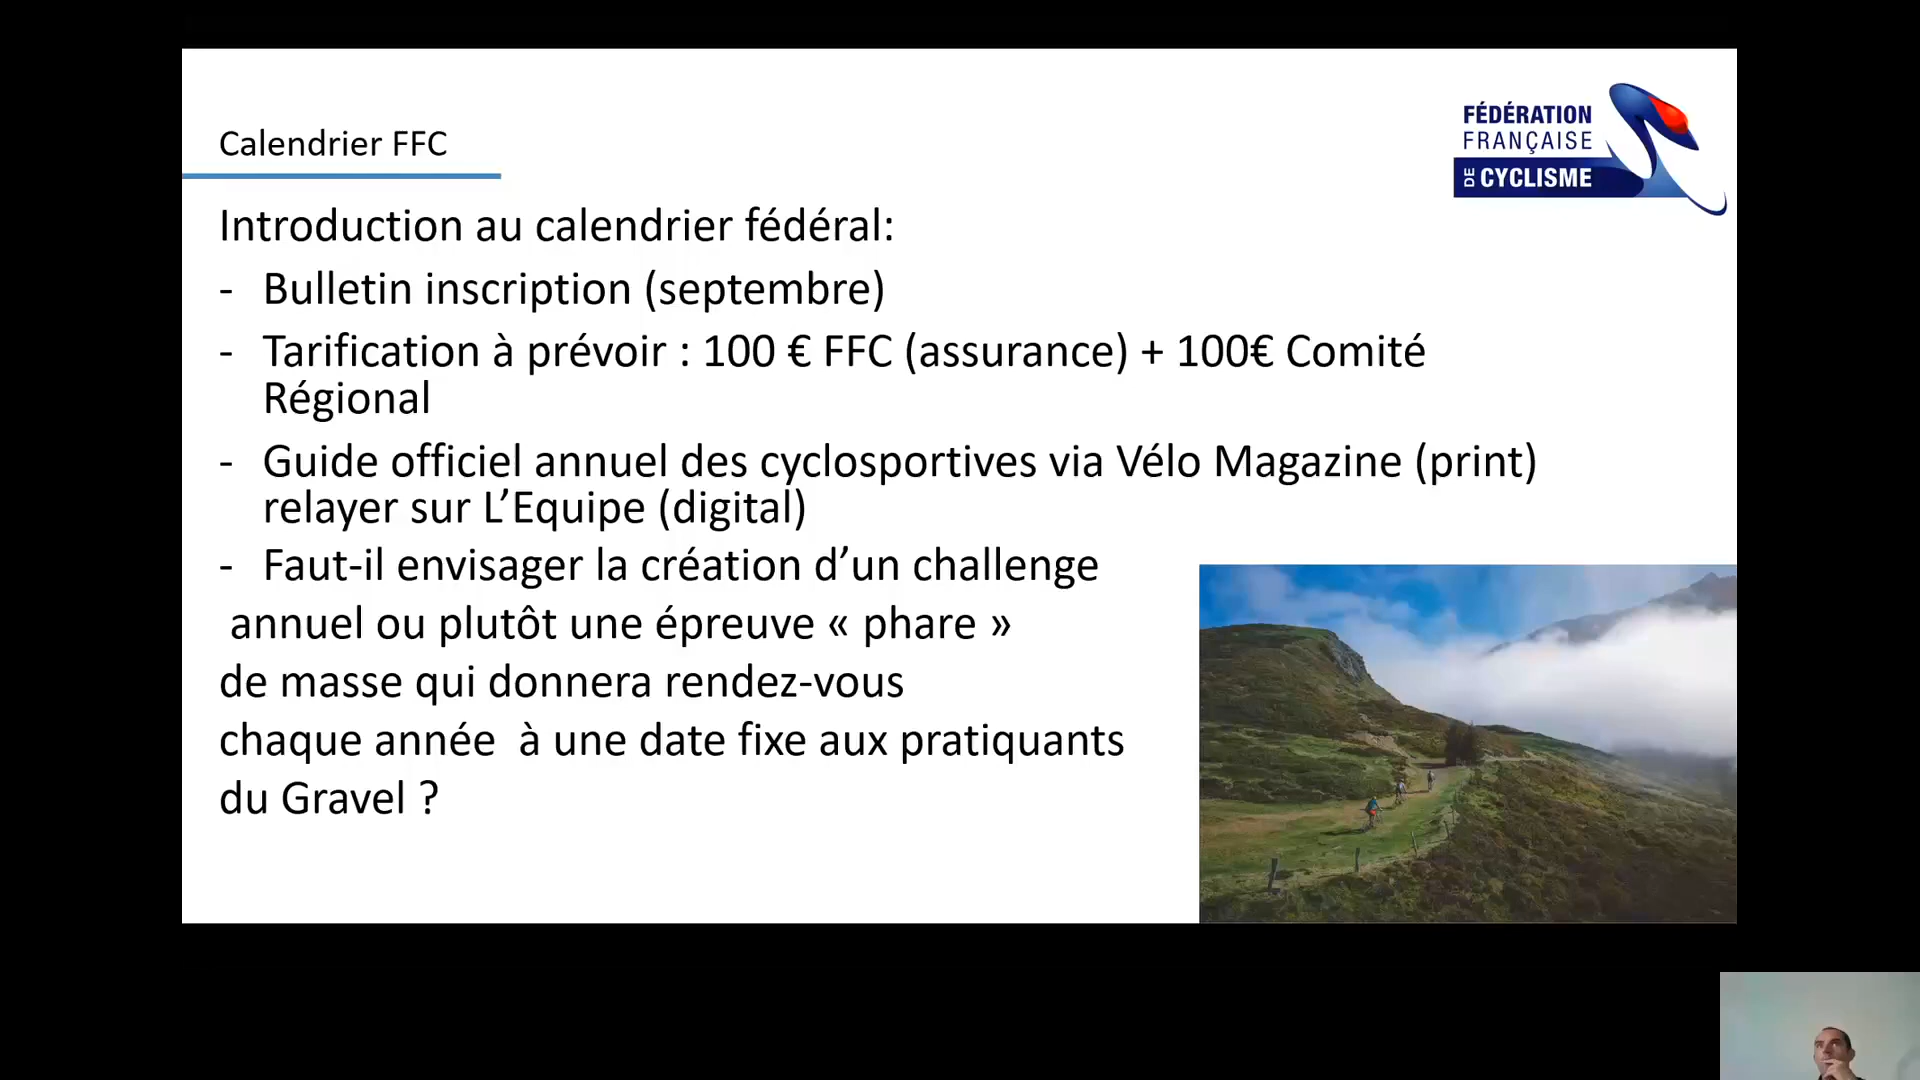 Calendrier FFC
FÉDÉRATION
FRANÇAISE
DE CYCLISME
Introduction au calendrier fédéral:
- Bulletin inscription (septembre)
- Tarification à prévoir : 100 € FFC (assurance) + 100€ Comité
Régional
- Guide officiel annuel des cyclosportives via Vélo Magazine (print)
relayer sur L’Equipe (digital)
- Faut-il envisager la création d’un challenge
annuel ou plutôt une épreuve « phare »
de masse qui donnera rendez-vous
chaque année  à une date fixe aux pratiquants
du Gravel ?